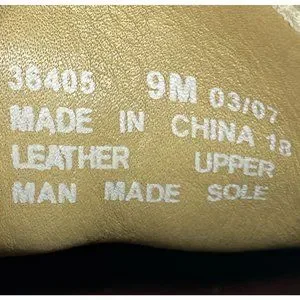 36405 9M 03/07
MADE IN CHINA 18
LEATHER UPPER
MAN MADE SOLE